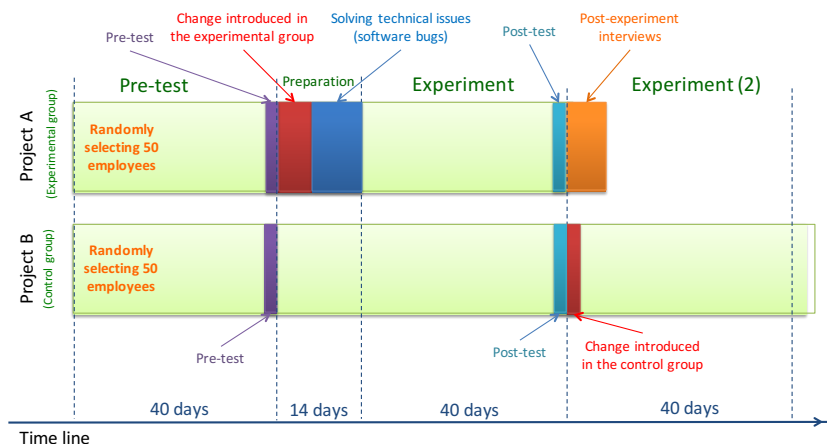 Change introduced in
the experimental group
Solving technical issues
(software bugs)
Post-experiment
interviews
Pre-test
Post-test
Pre-test
Preparation
Experiment
Experiment (2)
Project A
(Experimental group)
Randomly
selecting 50
employees
Project B
(Control group)
Randomly
selecting 50
employees
Pre-test
Post-test
Change introduced
in the control group
40 days
14 days
40 days
40 days
Time line